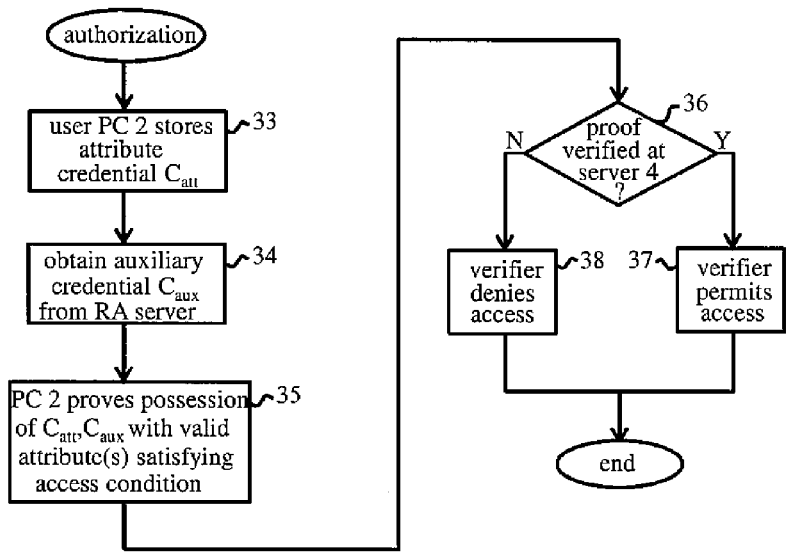 authorization
33
user PC 2 stores
attribute
credential Catt
34
obtain auxiliary
credential Caux
from RA server
35
PC 2 proves possession
of Catt,Caux with valid
attribute(s) satisfying
access condition
36
N
proof
verified at
server 4
?
Y
38
verifier
denies
access
37
verifier
permits
access
end